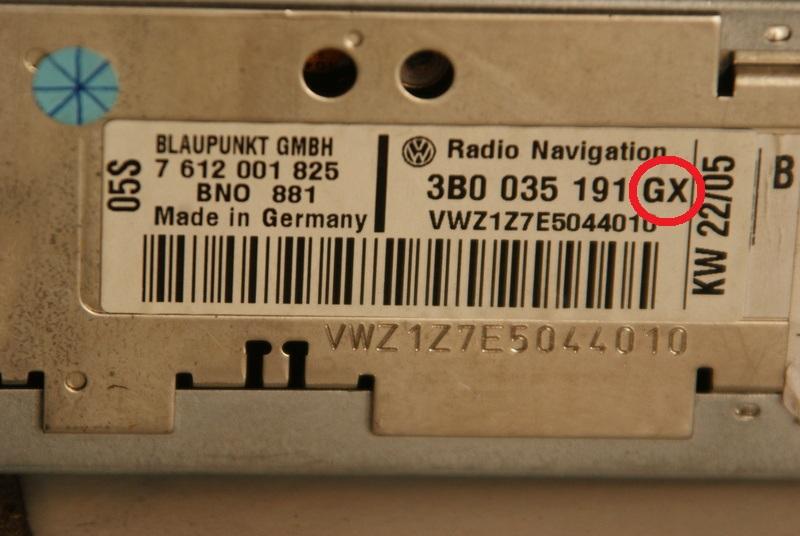 05S
BLAUPUNKT GMBH
7 612 001 825
BNO 881
Made in Germany
VW Radio Navigation
3B0 035 191 GX
VWZ1Z7E5044010
KW 22/05
B
VWZ1Z7E5044010